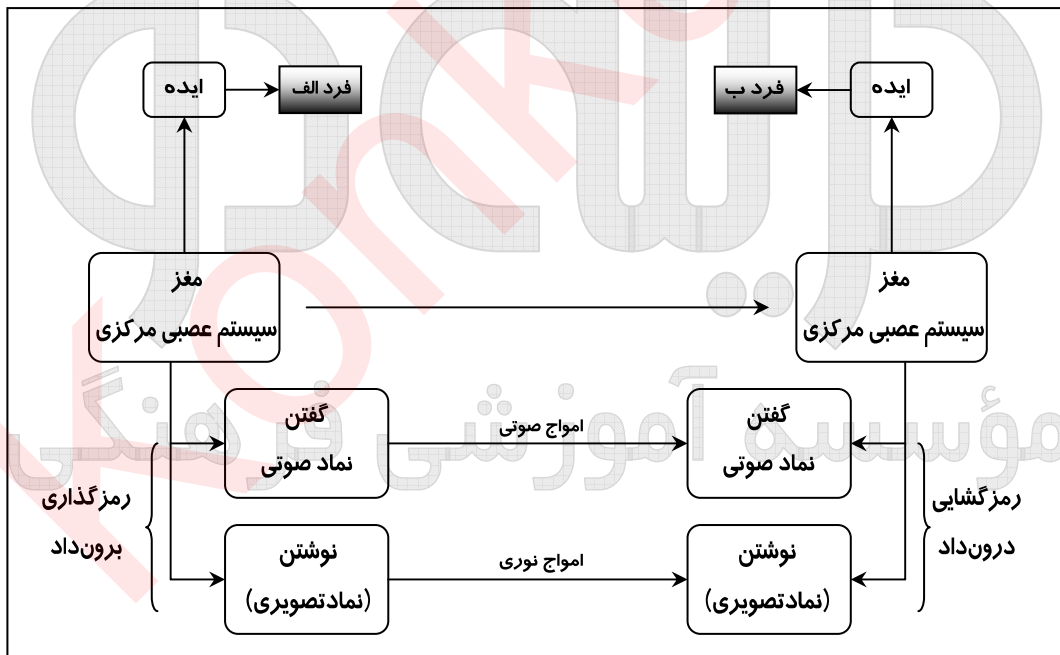 ایده
فرد الف
فرد ب
ایده
مغز
سیستم عصبی مرکزی
مغز
سیستم عصبی مرکزی
گفتن
نماد صوتی
امواج صوتی
گفتن
نماد صوتی
رمزگذاری
برون‌داد
رمزگشایی
درون‌داد
نوشتن
(نمادتصویری)
امواج نوری
نوشتن
(نمادتصویری)
مؤسسه آموزشی فرهنگی